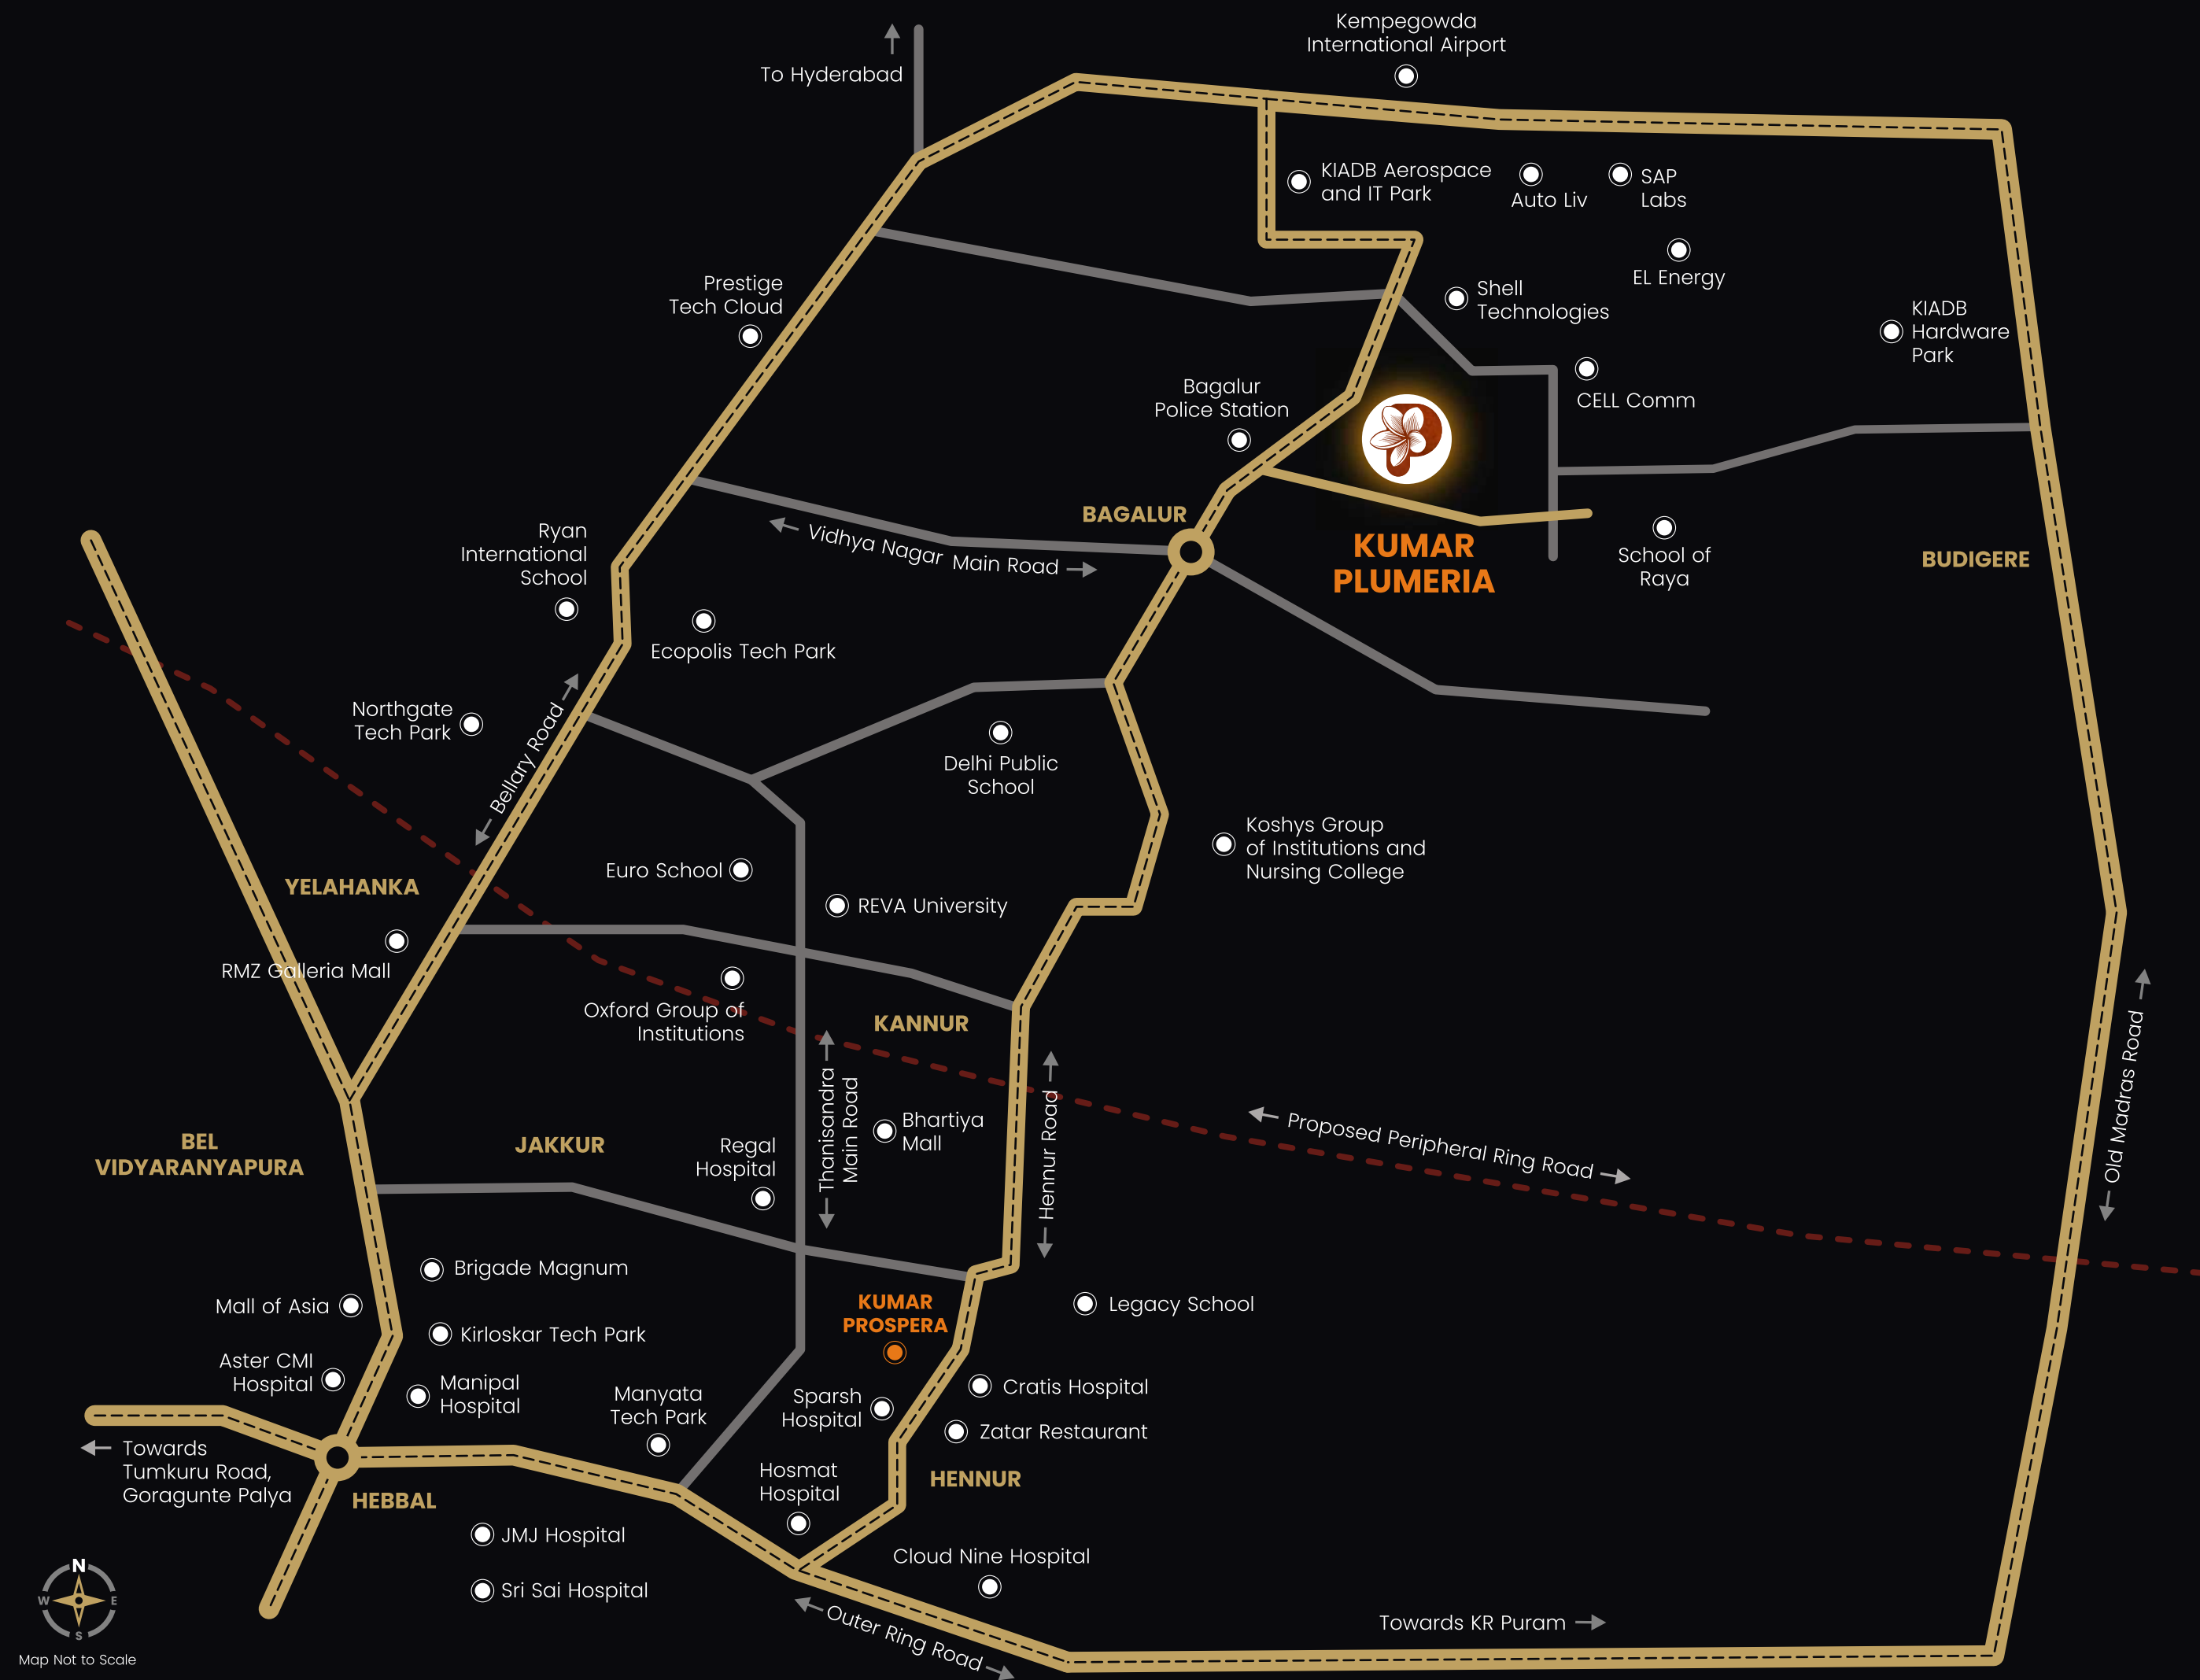 Kempegowda
International Airport
To Hyderabad
KIADB Aerospace
and IT Park
Auto Liv
SAP
Labs
EL Energy
Prestige
Tech Cloud
Shell
Technologies
KIADB
Hardware
Park
Bagalur
Police Station
CELL Comm
BAGALUR
Vidhya Nagar Main Road
KUMAR
PLUMERIA
School of
Raya
BUDIGERE
Ryan
International
School
Ecopolis Tech Park
Northgate
Tech Park
Bellary Road
Delhi Public
School
Koshys Group
of Institutions and
Nursing College
Euro School
YELAHANKA
REVA University
RMZ Galleria Mall
Oxford Group of
Institutions
KANNUR
Thanisandra
Main Road
Hennur Road
Bhartiya
Mall
Proposed Peripheral Ring Road
Old Madras Road
BEL
VIDYARANYAPURA
JAKKUR
Regal
Hospital
Brigade Magnum
Mall of Asia
Kirloskar Tech Park
KUMAR
PROSPERA
Legacy School
Aster CMI
Hospital
Manipal
Hospital
Manyata
Tech Park
Sparsh
Hospital
Cratis Hospital
Zatar Restaurant
Towards
Tumkuru Road,
Goragunte Palya
HEBBAL
Hosmat
Hospital
HENNUR
JMJ Hospital
Cloud Nine Hospital
Sri Sai Hospital
Outer Ring Road
Towards KR Puram
N
W
E
S
Map Not to Scale